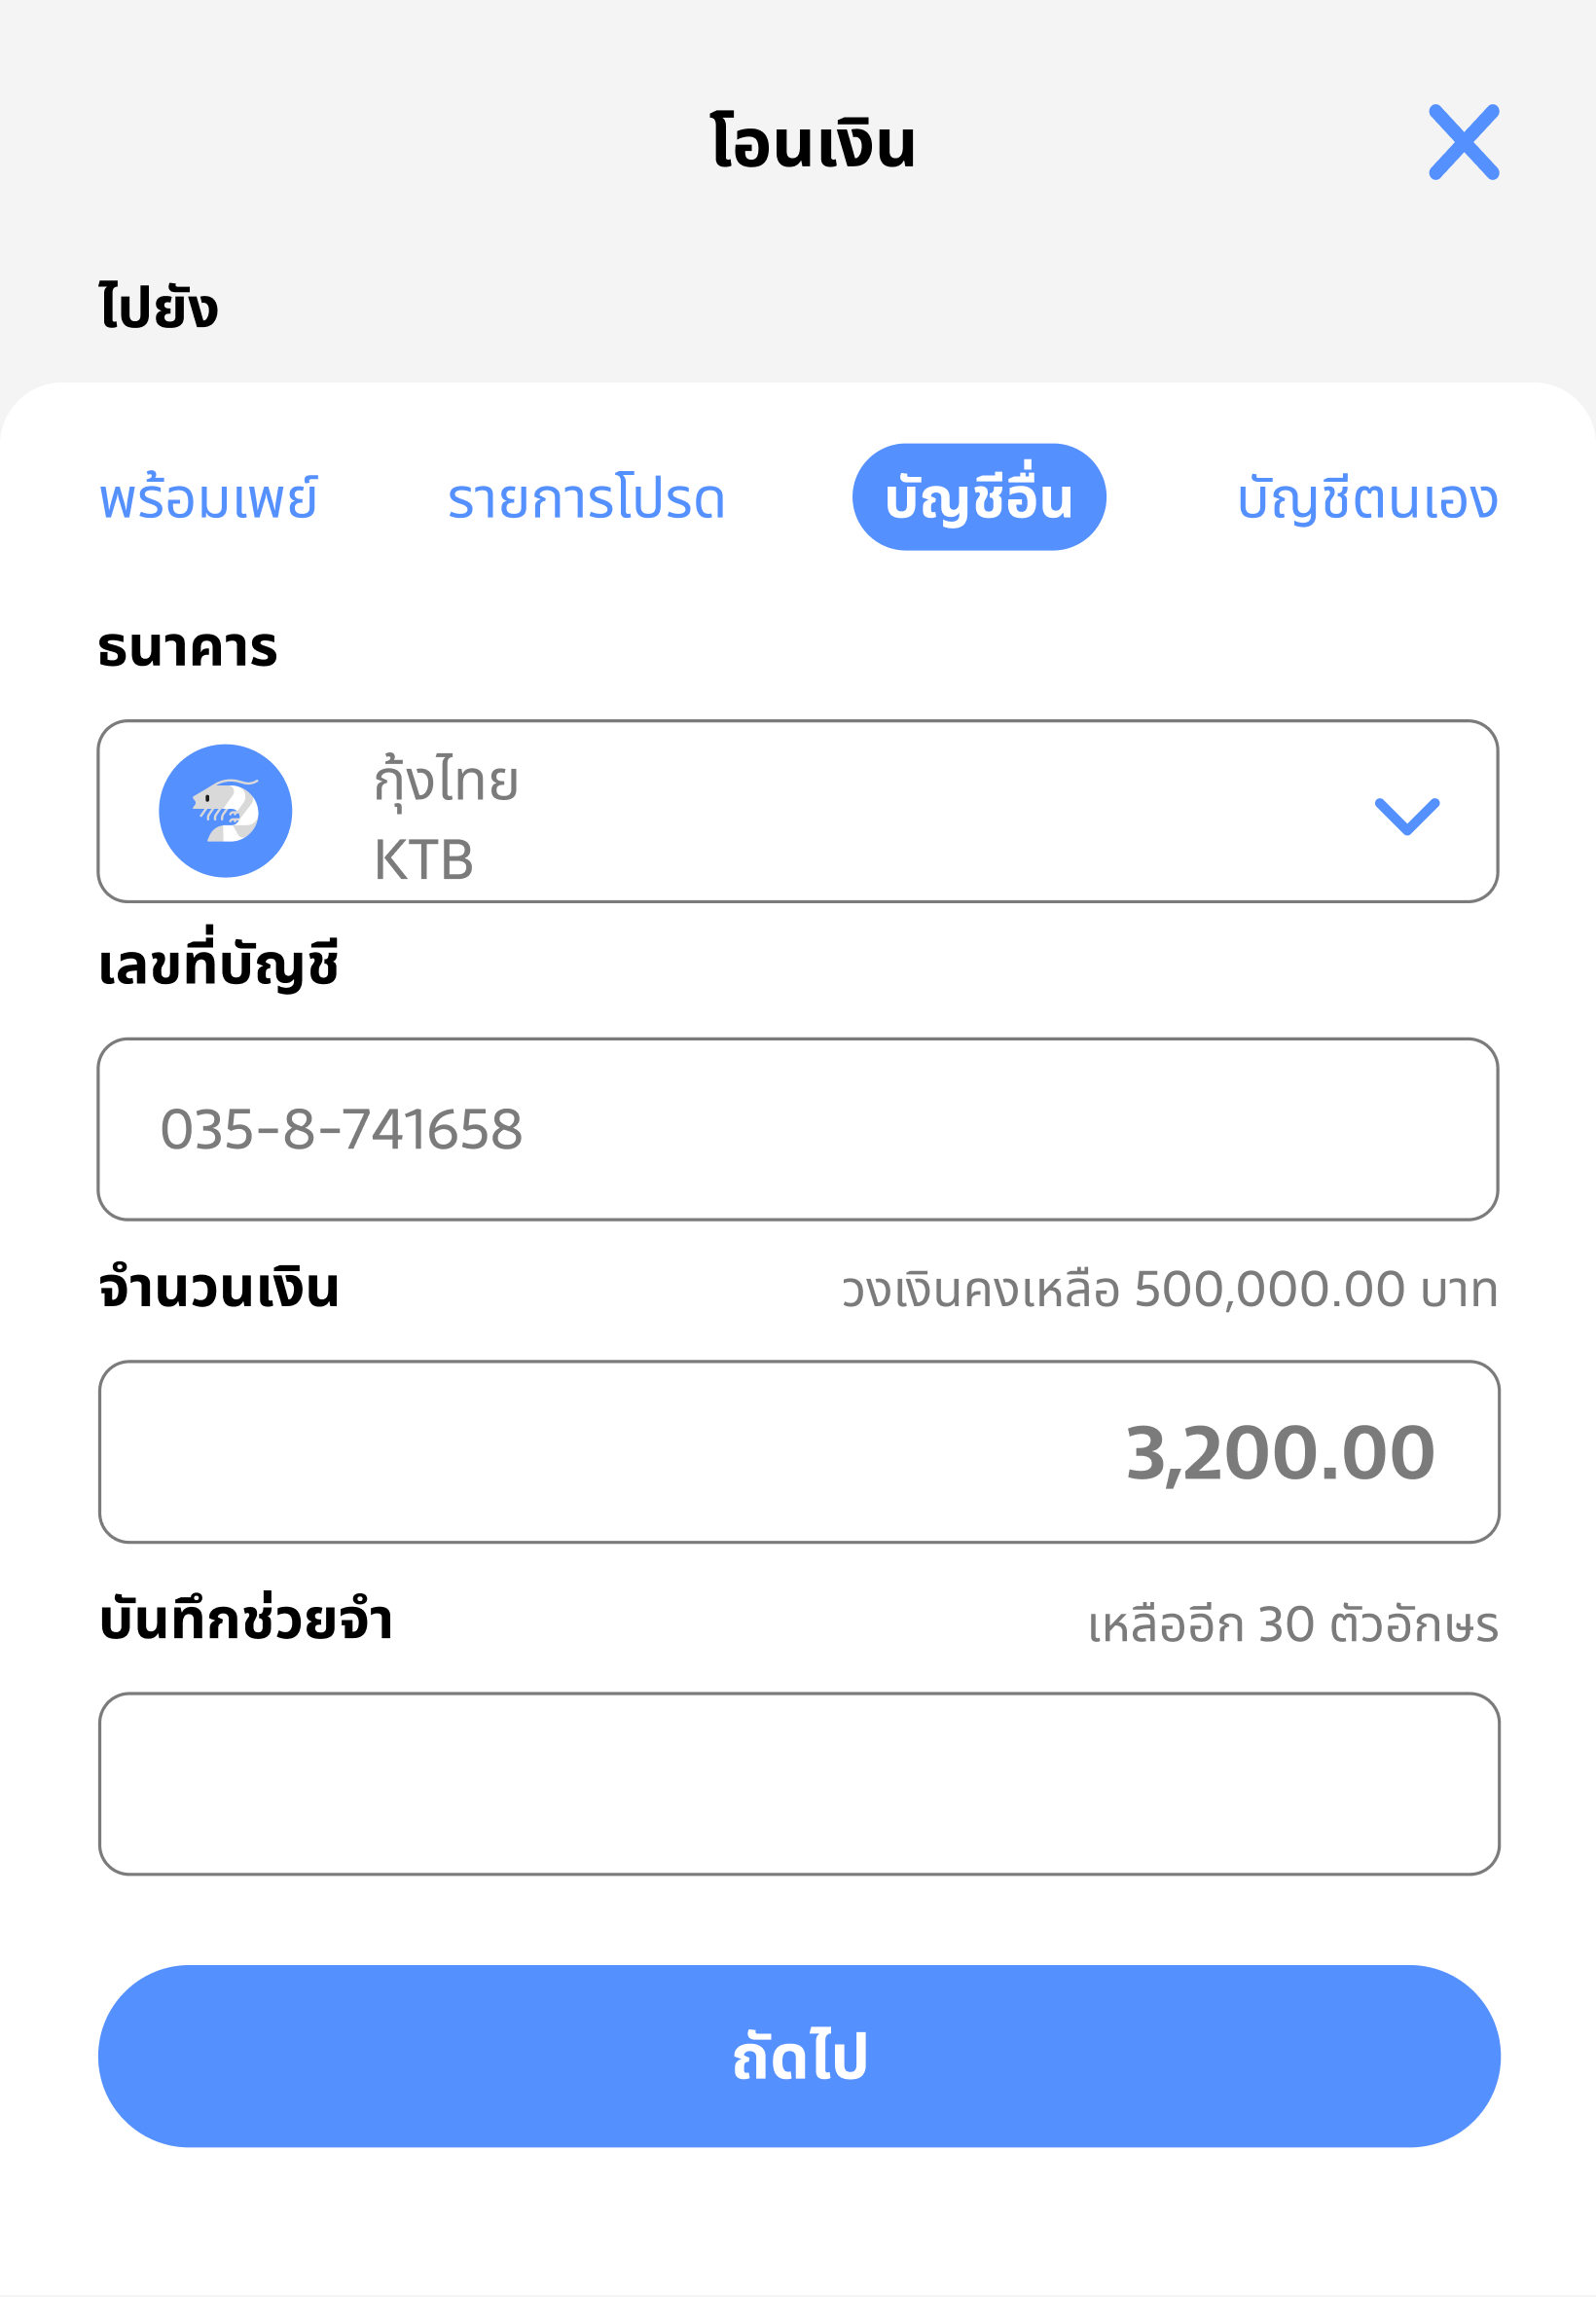 โอนเงิน
ไปยัง
พร้อมเพย์ รายการโปรด บัญชีอื่น บัญชีตนเอง
ธนาคาร
กุ้งไทย
KTB
เลขที่บัญชี
035-8-741658
จำนวนเงิน วงเงินคงเหลือ 500,000.00 บาท
3,200.00
บันทึกช่วยจำ เหลืออีก 30 ตัวอักษร
ถัดไป